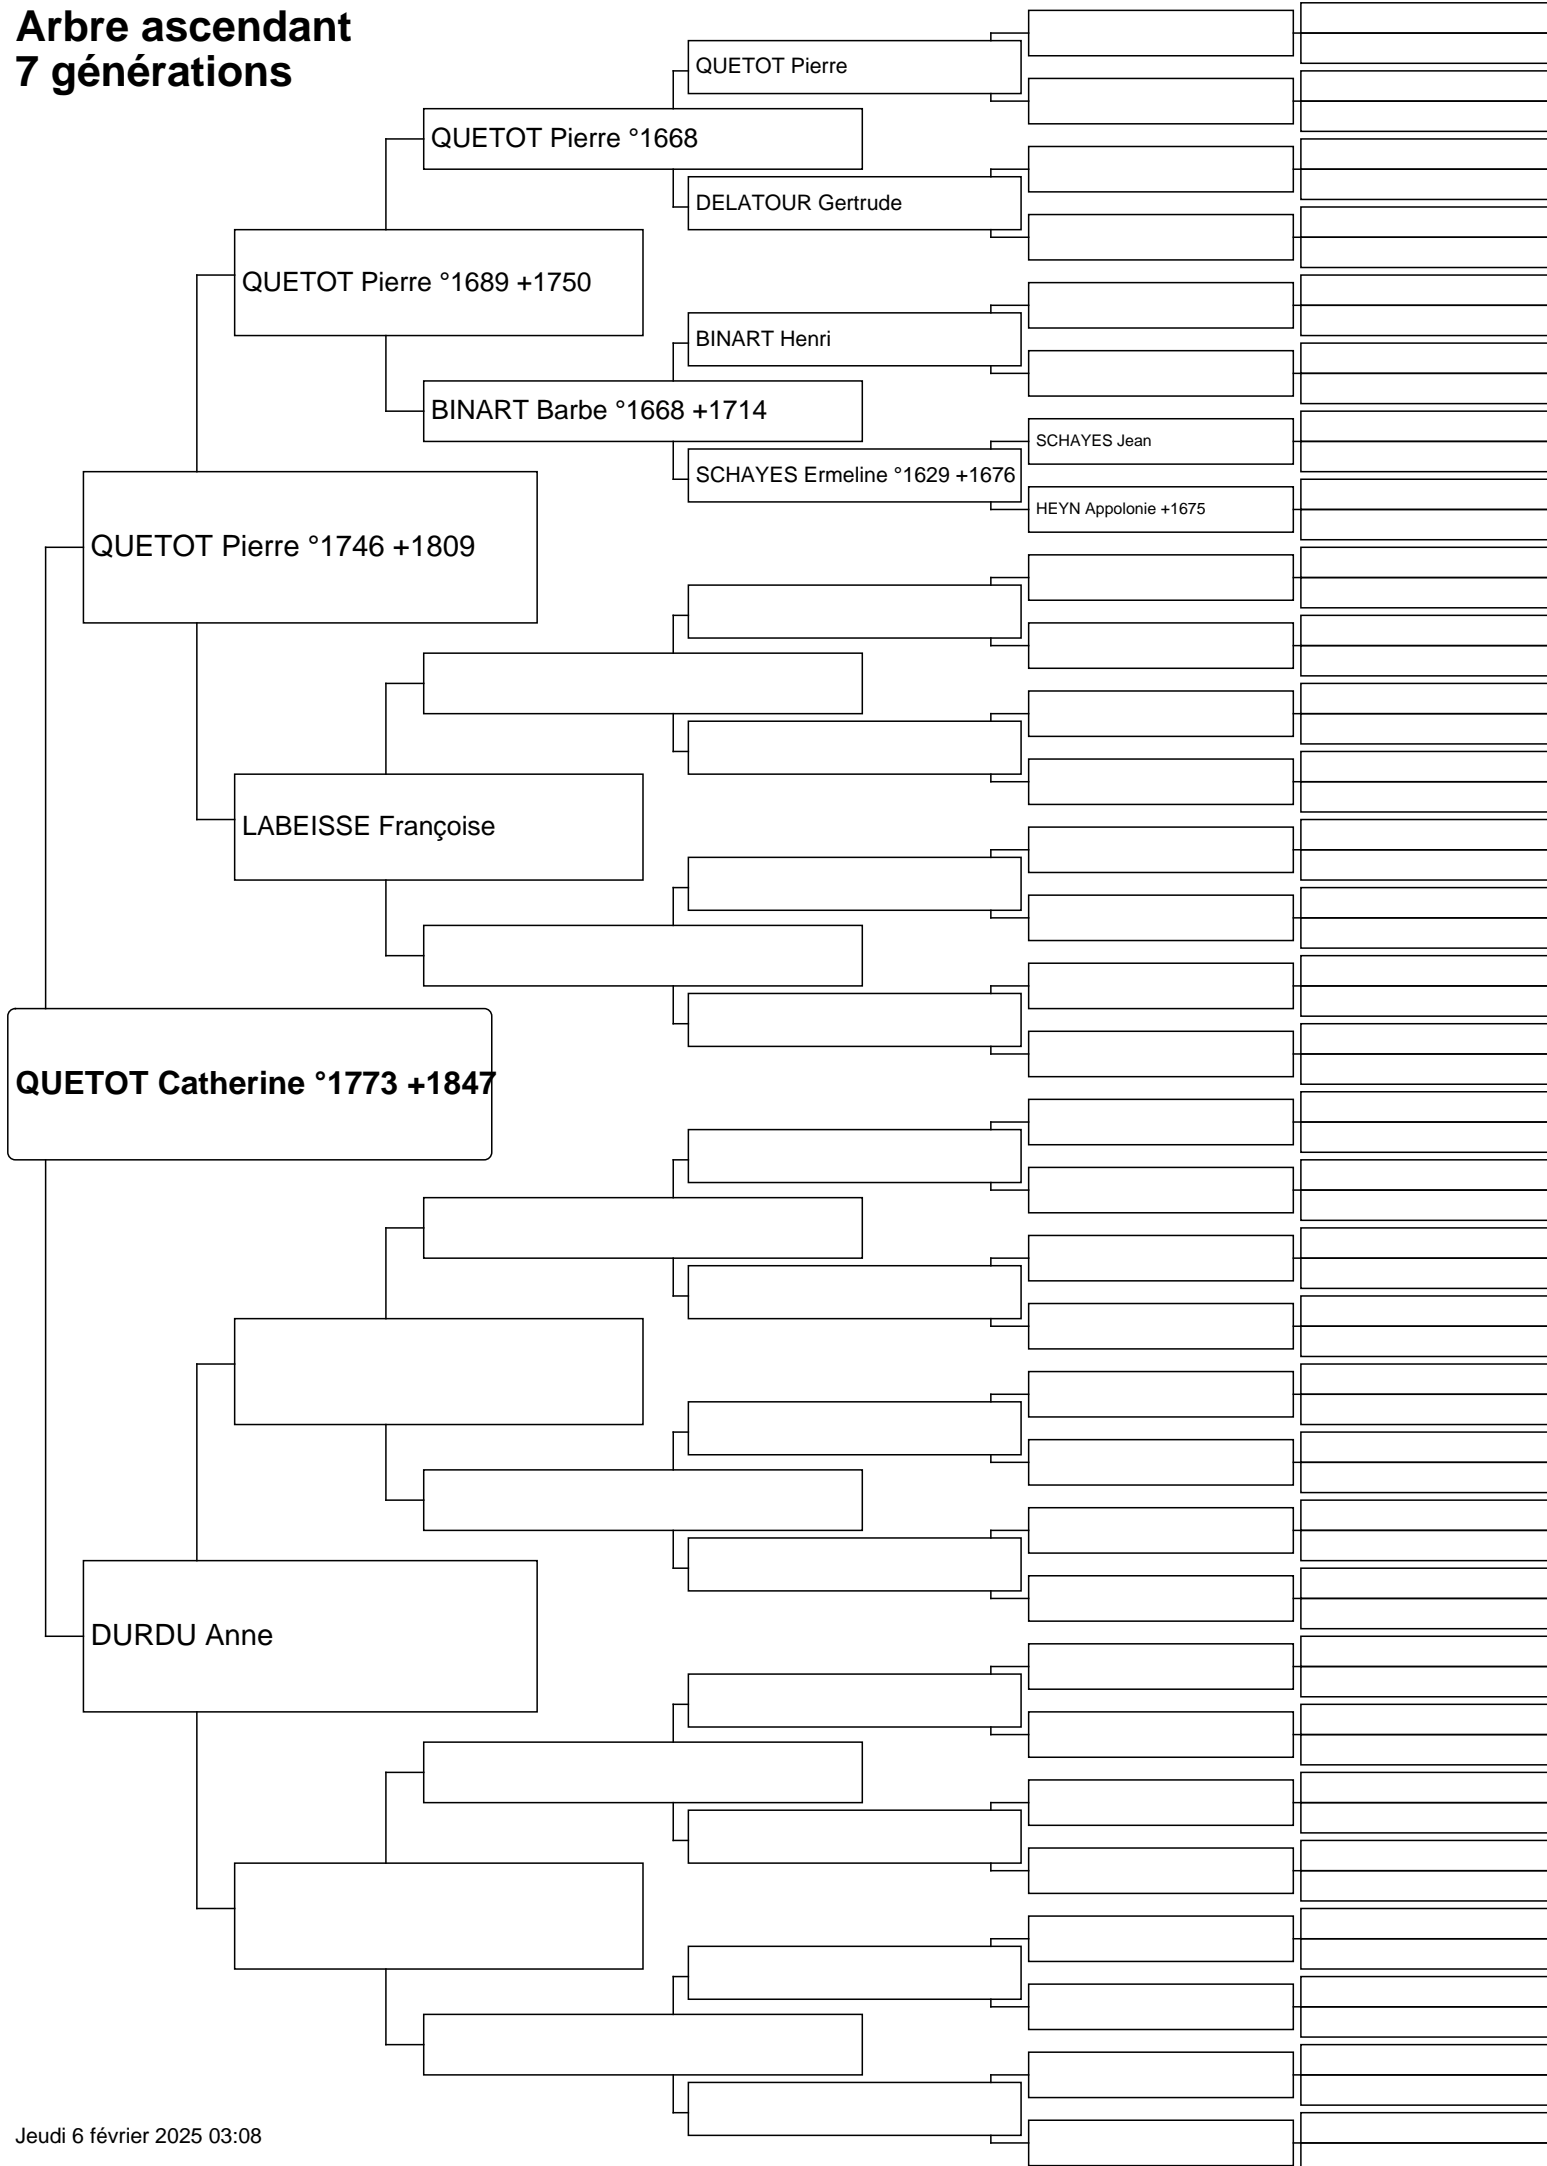 Arbre ascendant
7 générations
QUETOT Pierre
QUETOT Pierre °1668
DELATOUR Gertrude
QUETOT Pierre °1689 +1750
BINART Henri
BINART Barbe °1668 +1714
SCHAYES Jean
SCHAYES Ermeline °1629 +1676
HEYN Appolonie +1675
QUETOT Pierre °1746 +1809
LABEISSE Françoise
QUETOT Catherine °1773 +1847
DURDU Anne
Jeudi 6 février 2025 03:08